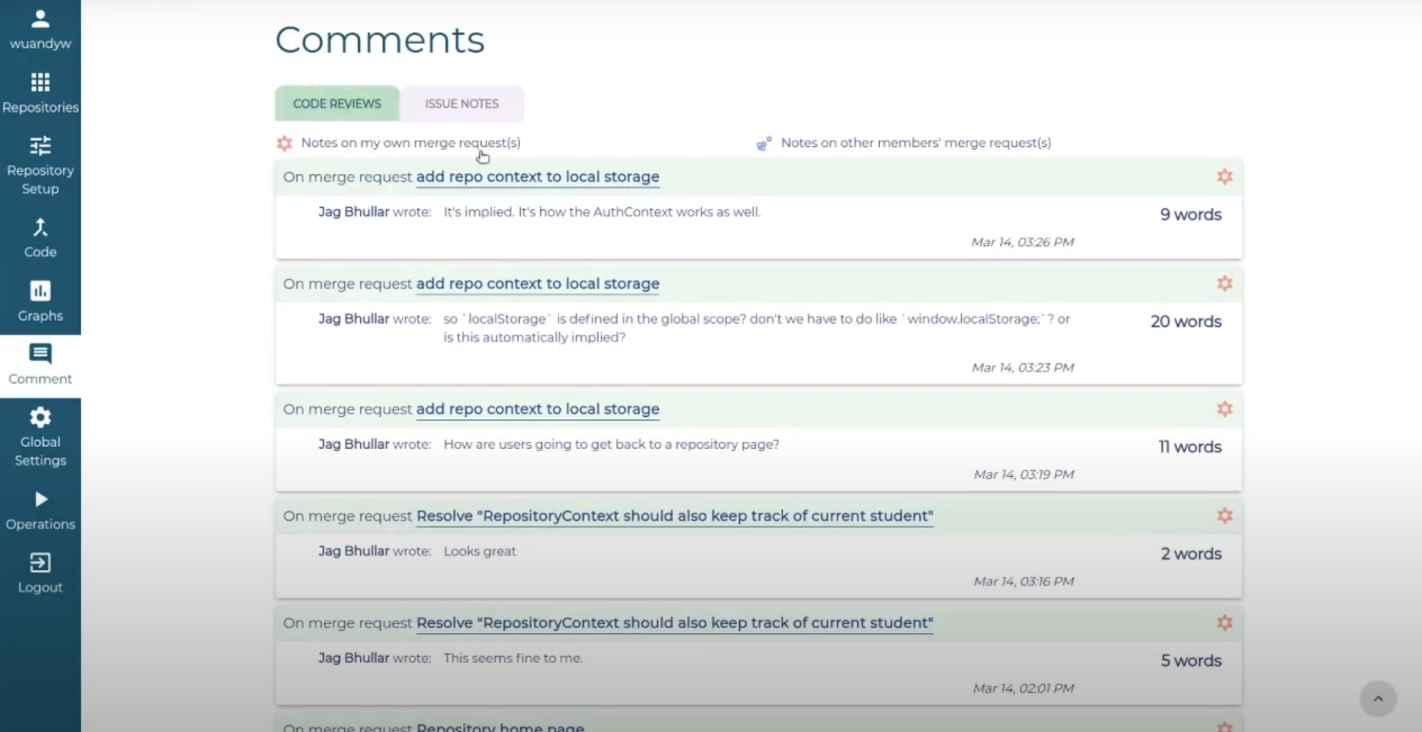 wuandyw
Repositories
Repository
Setup
Code
Graphs
Comment
Global
Settings
Operations
Logout
Comments
CODE REVIEWS
ISSUE NOTES
Notes on my own merge request(s)
Notes on other members' merge request(s)
On merge request add repo context to local storage
Jag Bhullar wrote: It's implied. It's how the AuthContext works as well.
9 words
Mar 14, 03:26 PM
On merge request add repo context to local storage
Jag Bhullar wrote: so `localStorage` is defined in the global scope? don't we have to do like `window.localStorage;`? or
is this automatically implied?
20 words
Mar 14, 03:23 PM
On merge request add repo context to local storage
Jag Bhullar wrote: How are users going to get back to a repository page?
11 words
Mar 14, 03:19 PM
On merge request Resolve "RepositoryContext should also keep track of current student"
Jag Bhullar wrote: Looks great
2 words
Mar 14, 03:16 PM
On merge request Resolve "RepositoryContext should also keep track of current student"
Jag Bhullar wrote: This seems fine to me.
5 words
Mar 14, 02:01 PM
On merge request Repository home page